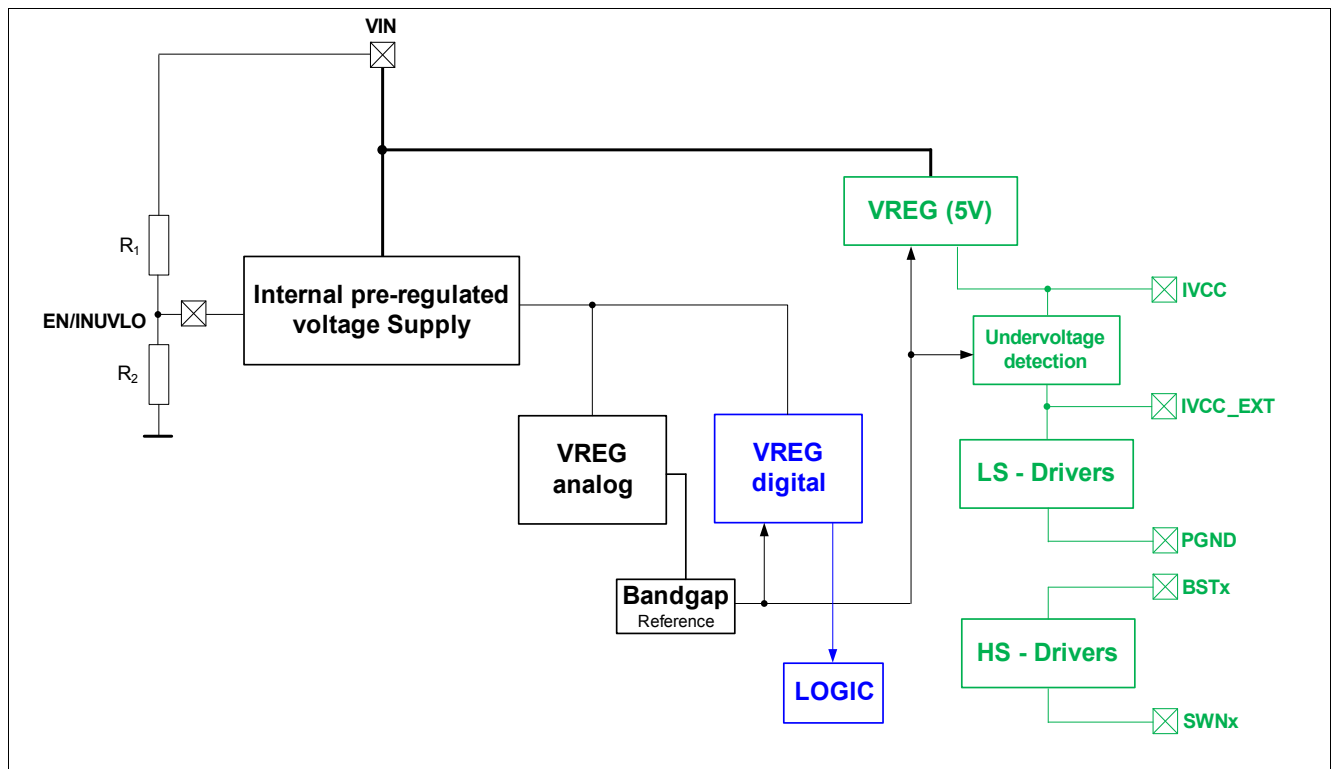 VIN
VREG (5V)
R₁
Internal pre-regulated
voltage Supply
IVCC
EN/INUVLO
Undervoltage
detection
R₂
IVCC_EXT
VREG
analog
VREG
digital
LS - Drivers
PGND
Bandgap
Reference
BSTx
HS - Drivers
LOGIC
SWNx